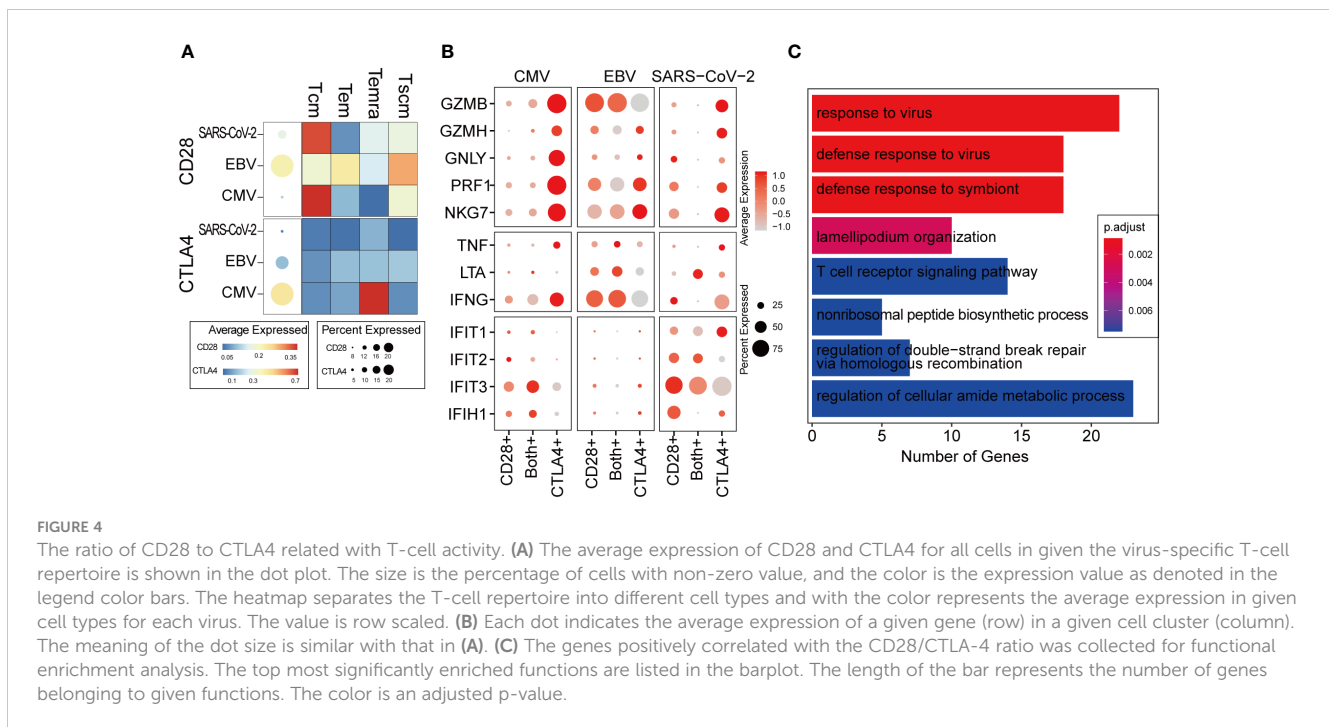 A
Tcm
Tem
Temra
Tscm
CD28
SARS-CoV-2
EBV
CMV
CTLA4
SARS-CoV-2
EBV
CMV
Average Expressed
CD28
0.05 0.2 0.35
CTLA4
0.1 0.3 0.7
Percent Expressed
CD28
8 12 16 20
CTLA4
5 10 15 20
B
CMV EBV SARS-CoV-2
GZMB
GZMH
GNLY
PRF1
NKG7
TNF
LTA
IFNG
IFIT1
IFIT2
IFIT3
IFIH1
CD28+
Both+
CTLA4+
CD28+
Both+
CTLA4+
CD28+
Both+
CTLA4+
Average Expression
1.0
0.5
0.0
−0.5
−1.0
Percent Expressed
25
50
75
C
response to virus
defense response to virus
defense response to symbiont
lamellipodium organization
T cell receptor signaling pathway
nonribosomal peptide biosynthetic process
regulation of double−strand break repair
via homologous recombination
regulation of cellular amide metabolic process
0 5 10 15 20
Number of Genes
p.adjust
0.002
0.004
0.006
FIGURE 4
The ratio of CD28 to CTLA4 related with T-cell activity. (A) The average expression of CD28 and CTLA4 for all cells in given the virus-specific T-cell
repertoire is shown in the dot plot. The size is the percentage of cells with non-zero value, and the color is the expression value as denoted in the
legend color bars. The heatmap separates the T-cell repertoire into different cell types and with the color represents the average expression in given
cell types for each virus. The value is row scaled. (B) Each dot indicates the average expression of a given gene (row) in a given cell cluster (column).
The meaning of the dot size is similar with that in (A). (C) The genes positively correlated with the CD28/CTLA-4 ratio was collected for functional
enrichment analysis. The top most significantly enriched functions are listed in the barplot. The length of the bar represents the number of genes
belonging to given functions. The color is an adjusted p-value.